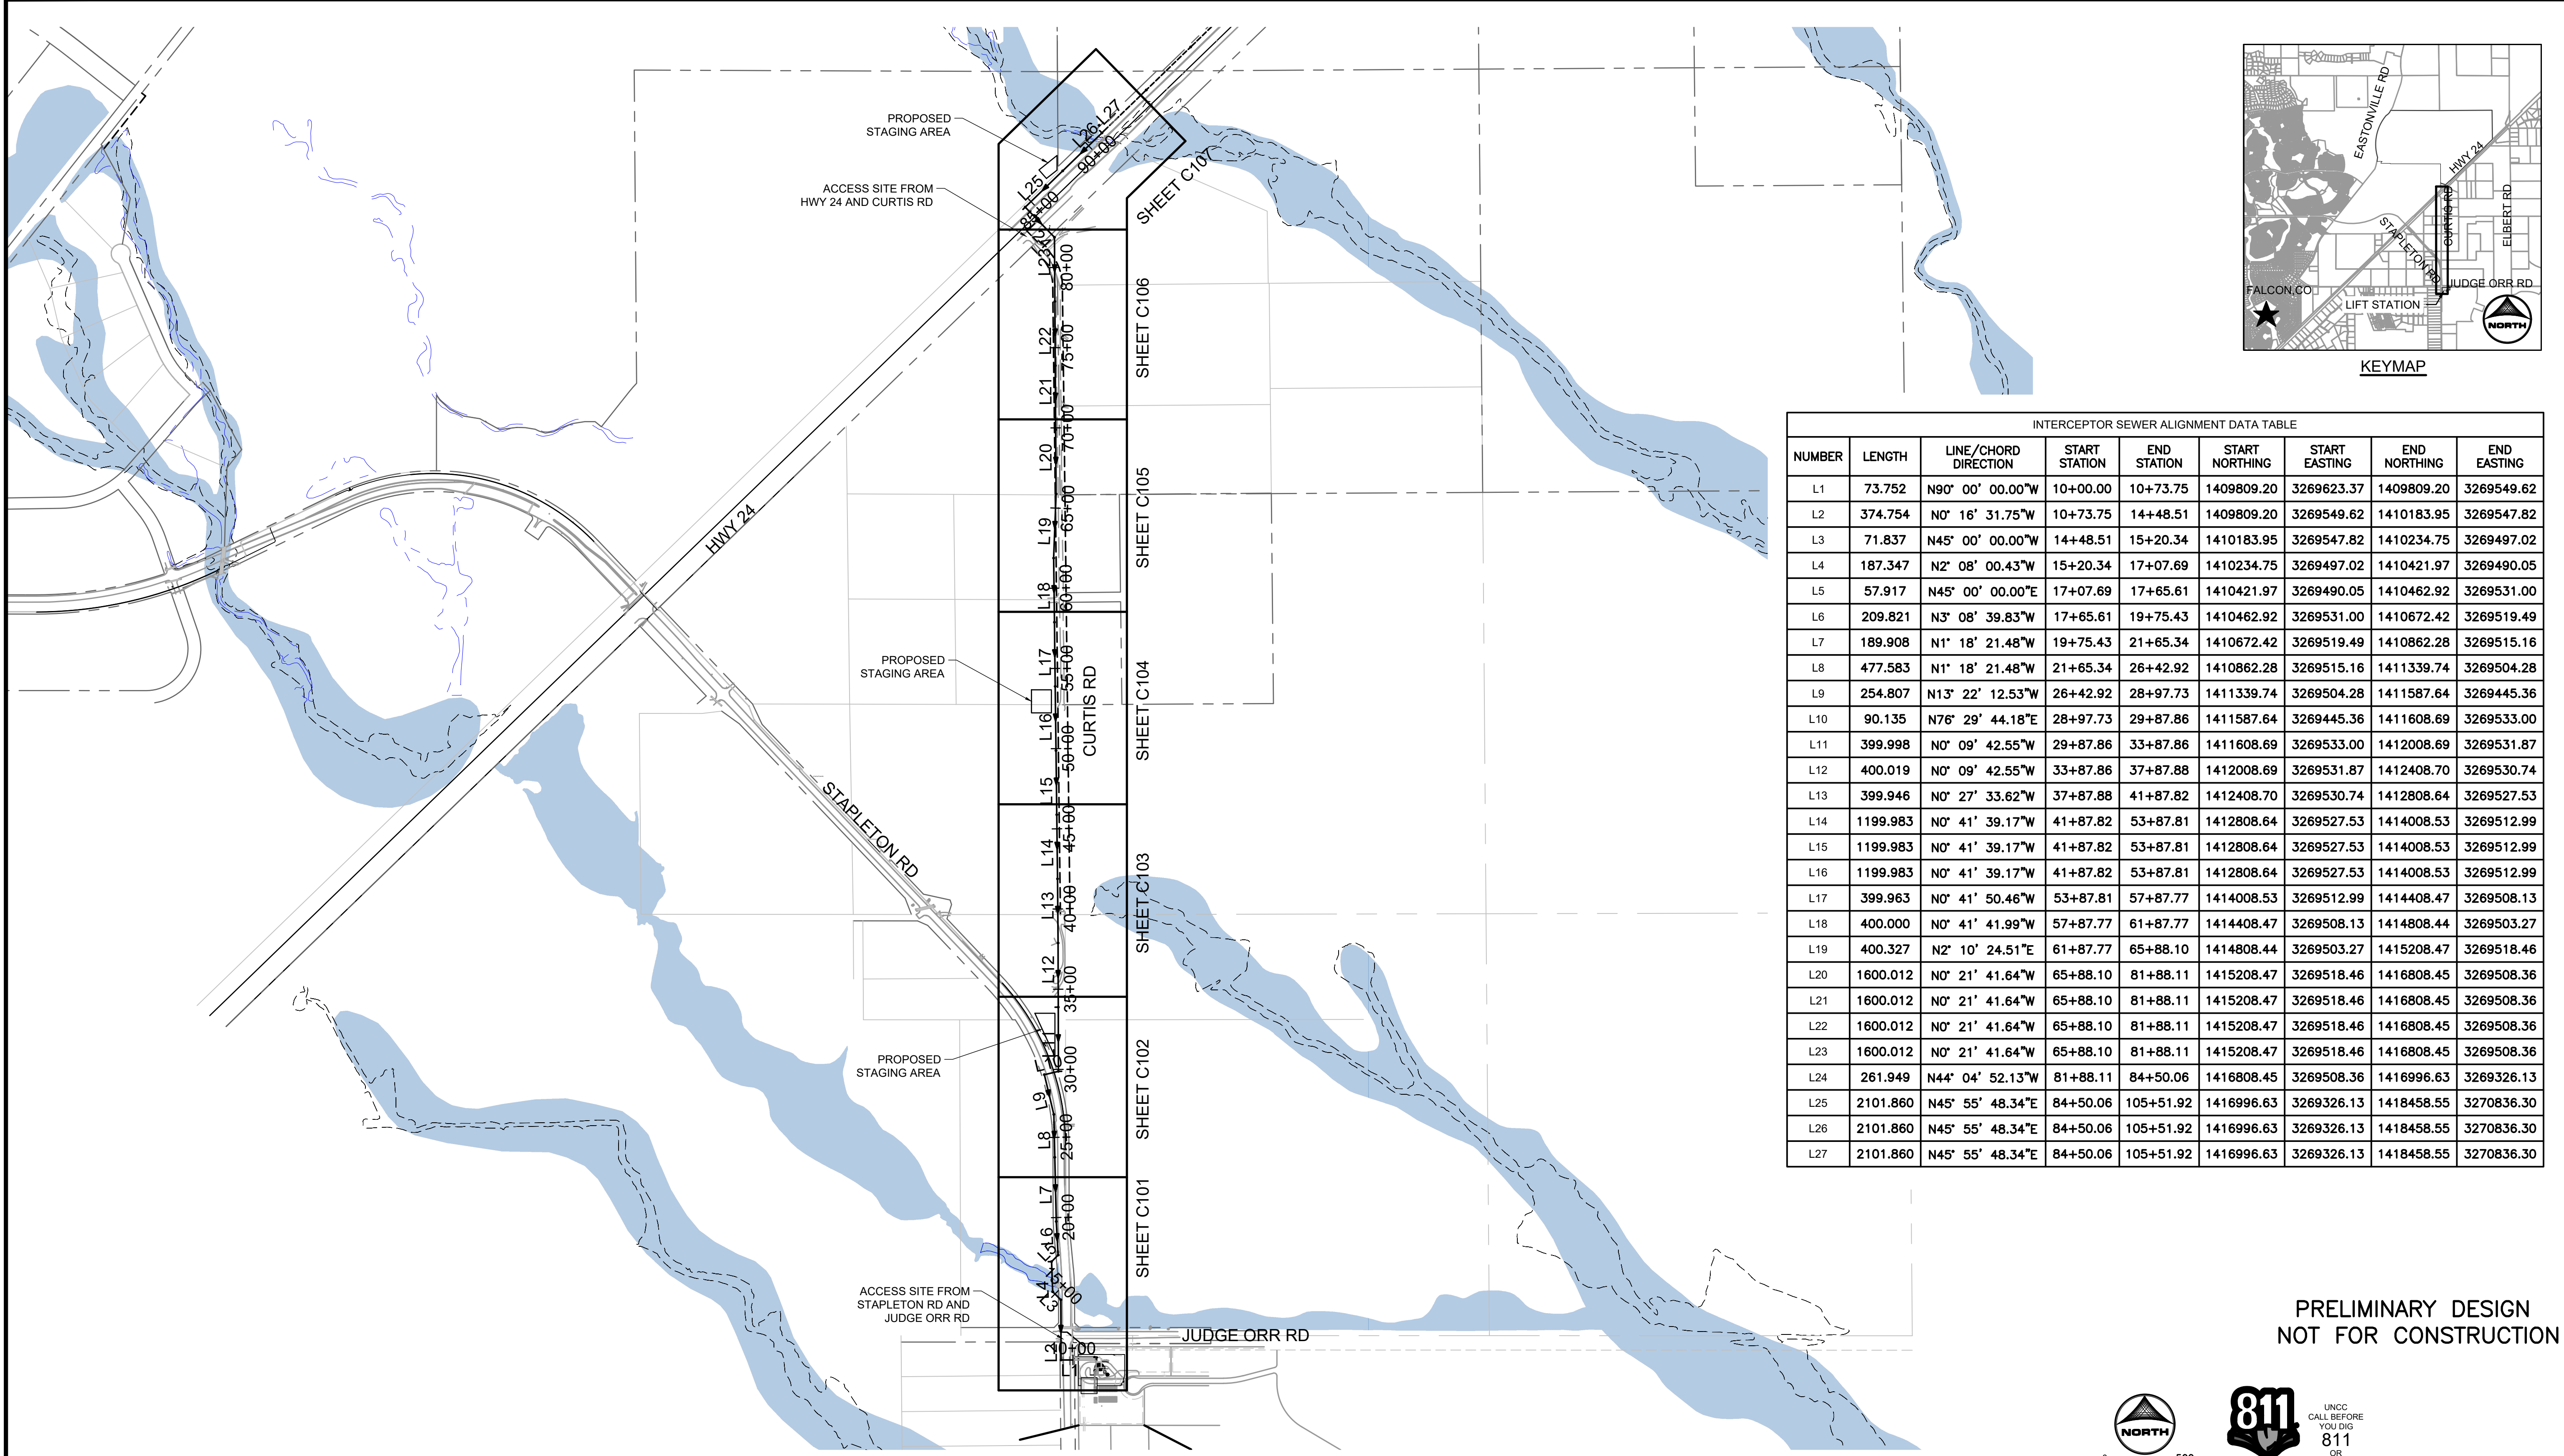 PROPOSED
STAGING AREA
ACCESS SITE FROM
HWY 24 AND CURTIS RD
L26
L27
90+00
L25
85+00
SHEET C107
L23
80+00
SHEET C106
L22
75+00
L21
70+00
L20
SHEET C105
65+00
L19
HWY 24
60+00
L18
PROPOSED
STAGING AREA
L17
55+00
CURTIS RD
SHEET C104
L16
50+00
L15
STAPLETON RD
45+00
L14
SHEET C103
L13
40+00
L12
35+00
PROPOSED
STAGING AREA
30+00
SHEET C102
L9
L8
25+00
L7
20+00
SHEET C101
L6
L5
15+00
L4
L3
ACCESS SITE FROM
STAPLETON RD AND
JUDGE ORR RD
JUDGE ORR RD
10+00
L2
L1
EASTONVILLE RD
HWY 24
CURTIS RD
ELBERT RD
STAPLETON RD
FALCON,CO
JUDGE ORR RD
LIFT STATION
NORTH
KEYMAP
INTERCEPTOR SEWER ALIGNMENT DATA TABLE
NUMBER LENGTH LINE/CHORD DIRECTION START STATION END STATION START NORTHING START EASTING END NORTHING END EASTING
L1 73.752 N90° 00' 00.00"W 10+00.00 10+73.75 1409809.20 3269623.37 1409809.20 3269549.62
L2 374.754 N0° 16' 31.75"W 10+73.75 14+48.51 1409809.20 3269549.62 1410183.95 3269547.82
L3 71.837 N45° 00' 00.00"W 14+48.51 15+20.34 1410183.95 3269547.82 1410234.75 3269497.02
L4 187.347 N2° 08' 00.43"W 15+20.34 17+07.69 1410234.75 3269497.02 1410421.97 3269490.05
L5 57.917 N45° 00' 00.00"E 17+07.69 17+65.61 1410421.97 3269490.05 1410462.92 3269531.00
L6 209.821 N3° 08' 39.83"W 17+65.61 19+75.43 1410462.92 3269531.00 1410672.42 3269519.49
L7 189.908 N1° 18' 21.48"W 19+75.43 21+65.34 1410672.42 3269519.49 1410862.28 3269515.16
L8 477.583 N1° 18' 21.48"W 21+65.34 26+42.92 1410862.28 3269515.16 1411339.74 3269504.28
L9 254.807 N13° 22' 12.53"W 26+42.92 28+97.73 1411339.74 3269504.28 1411587.64 3269445.36
L10 90.135 N76° 29' 44.18"E 28+97.73 29+87.86 1411587.64 3269445.36 1411608.69 3269533.00
L11 399.998 N0° 09' 42.55"W 29+87.86 33+87.86 1411608.69 3269533.00 1412008.69 3269531.87
L12 400.019 N0° 09' 42.55"W 33+87.86 37+87.88 1412008.69 3269531.87 1412408.70 3269530.74
L13 399.946 N0° 27' 33.62"W 37+87.88 41+87.82 1412408.70 3269530.74 1412808.64 3269527.53
L14 1199.983 N0° 41' 39.17"W 41+87.82 53+87.81 1412808.64 3269527.53 1414008.53 3269512.99
L15 1199.983 N0° 41' 39.17"W 41+87.82 53+87.81 1412808.64 3269527.53 1414008.53 3269512.99
L16 1199.983 N0° 41' 39.17"W 41+87.82 53+87.81 1412808.64 3269527.53 1414008.53 3269512.99
L17 399.963 N0° 41' 50.46"W 53+87.81 57+87.77 1414008.53 3269512.99 1414408.47 3269508.13
L18 400.000 N0° 41' 41.99"W 57+87.77 61+87.77 1414408.47 3269508.13 1414808.44 3269503.27
L19 400.327 N2° 10' 24.51"E 61+87.77 65+88.10 1414808.44 3269503.27 1415208.47 3269518.46
L20 1600.012 N0° 21' 41.64"W 65+88.10 81+88.11 1415208.47 3269518.46 1416808.45 3269508.36
L21 1600.012 N0° 21' 41.64"W 65+88.10 81+88.11 1415208.47 3269518.46 1416808.45 3269508.36
L22 1600.012 N0° 21' 41.64"W 65+88.10 81+88.11 1415208.47 3269518.46 1416808.45 3269508.36
L23 1600.012 N0° 21' 41.64"W 65+88.10 81+88.11 1415208.47 3269518.46 1416808.45 3269508.36
L24 261.949 N44° 04' 52.13"W 81+88.11 84+50.06 1416808.45 3269508.36 1416996.63 3269326.13
L25 2101.860 N45° 55' 48.34"E 84+50.06 105+51.92 1416996.63 3269326.13 1418458.55 3270836.30
L26 2101.860 N45° 55' 48.34"E 84+50.06 105+51.92 1416996.63 3269326.13 1418458.55 3270836.30
L27 2101.860 N45° 55' 48.34"E 84+50.06 105+51.92 1416996.63 3269326.13 1418458.55 3270836.30
PRELIMINARY DESIGN
NOT FOR CONSTRUCTION
NORTH
811
UNCC
CALL BEFORE
YOU DIG
811
OR